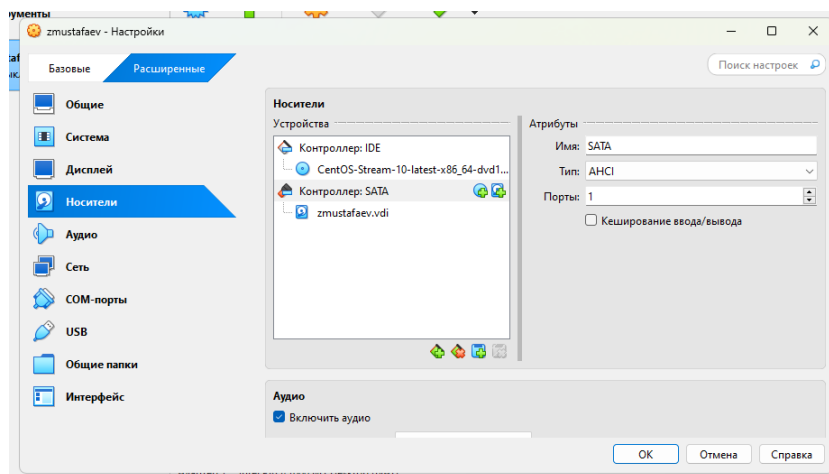 рументы
zmustafaev - Настройки
Базовые
Расширенные
Поиск настроек
Общие
Система
Дисплей
Носители
Аудио
Сеть
COM-порты
USB
Общие папки
Интерфейс
Носители
Устройства
Контроллер: IDE
CentOS-Stream-10-latest-x86_64-dvd1...
Контроллер: SATA
zmustafaev.vdi
Атрибуты
Имя: SATA
Тип: AHCI
Порты: 1
Кеширование ввода/вывода
Аудио
Включить аудио
OK Отмена Справка